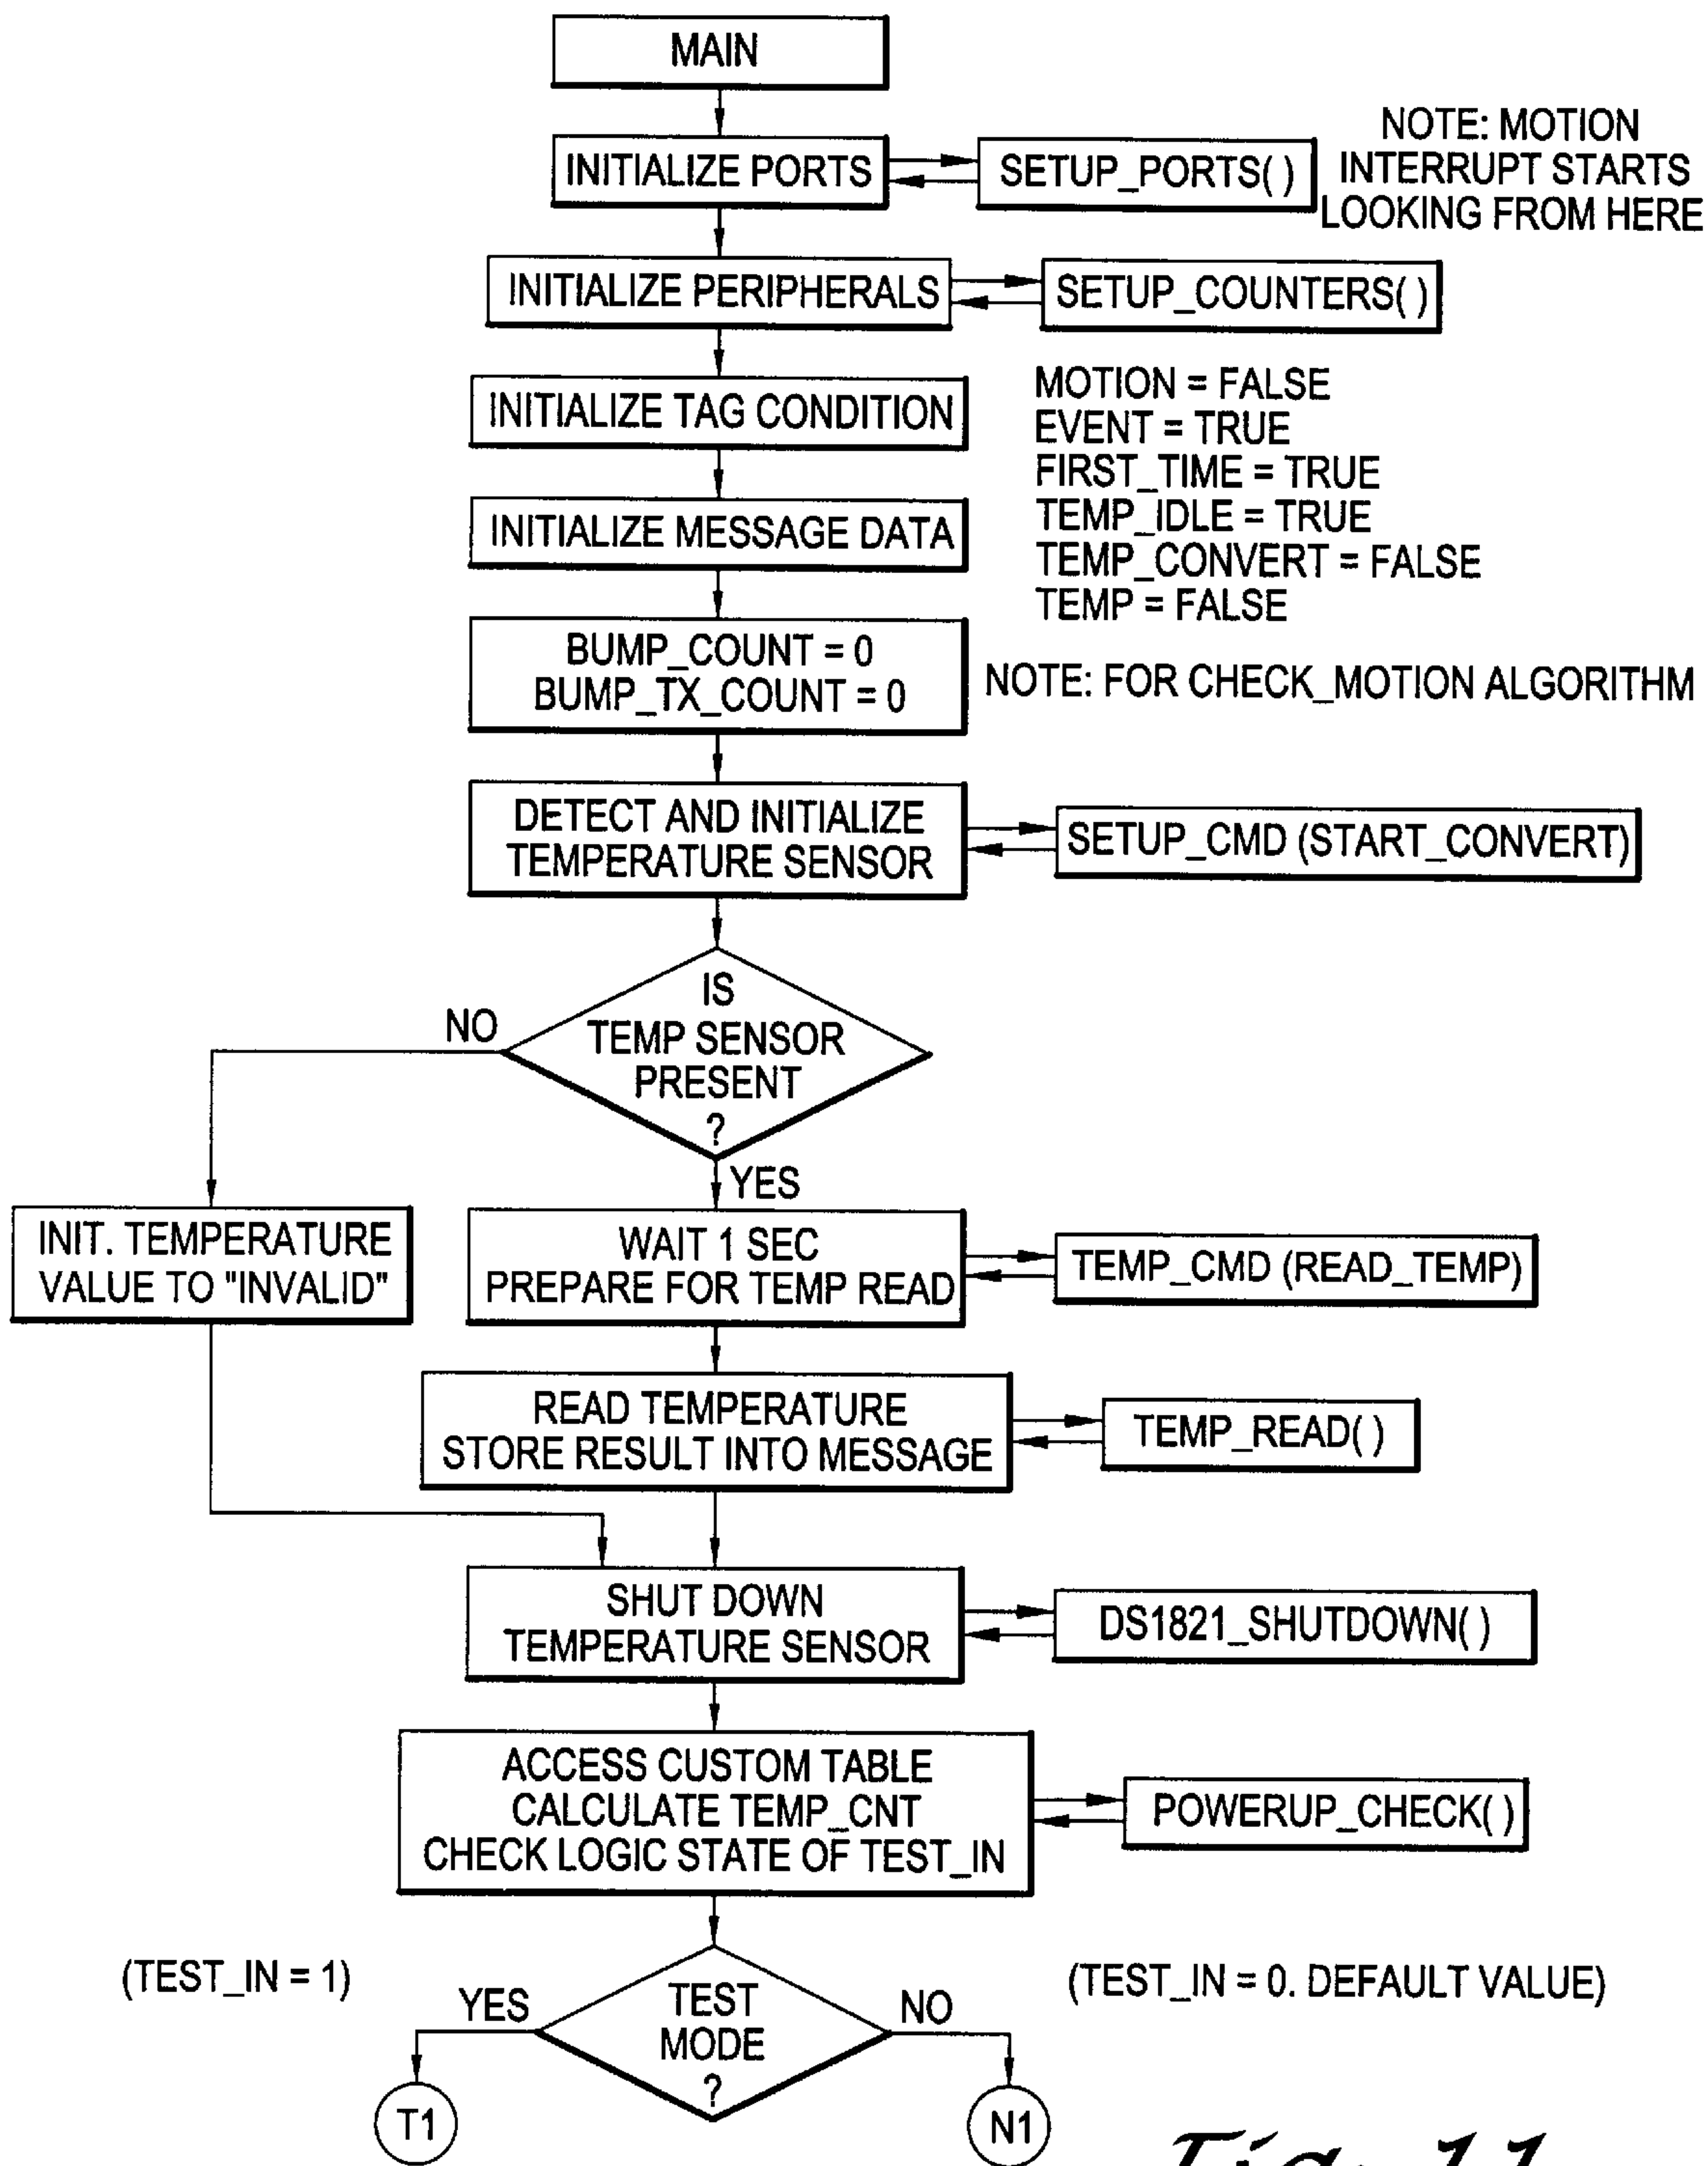 MAIN
INITIALIZE PORTS
SETUP_PORTS( )
NOTE: MOTION
INTERRUPT STARTS
LOOKING FROM HERE
INITIALIZE PERIPHERALS
SETUP_COUNTERS( )
INITIALIZE TAG CONDITION
MOTION = FALSE
EVENT = TRUE
FIRST_TIME = TRUE
TEMP_IDLE = TRUE
TEMP_CONVERT = FALSE
TEMP = FALSE
INITIALIZE MESSAGE DATA
BUMP_COUNT = 0
BUMP_TX_COUNT = 0
NOTE: FOR CHECK_MOTION ALGORITHM
DETECT AND INITIALIZE
TEMPERATURE SENSOR
SETUP_CMD (START_CONVERT)
IS
TEMP SENSOR
PRESENT
?
NO
YES
INIT. TEMPERATURE
VALUE TO "INVALID"
WAIT 1 SEC
PREPARE FOR TEMP READ
TEMP_CMD (READ_TEMP)
READ TEMPERATURE
STORE RESULT INTO MESSAGE
TEMP_READ( )
SHUT DOWN
TEMPERATURE SENSOR
DS1821_SHUTDOWN( )
ACCESS CUSTOM TABLE
CALCULATE TEMP_CNT
CHECK LOGIC STATE OF TEST_IN
POWERUP_CHECK( )
(TEST_IN = 1)
YES
TEST
MODE
?
NO
(TEST_IN = 0. DEFAULT VALUE)
T1
N1
Fig. 11